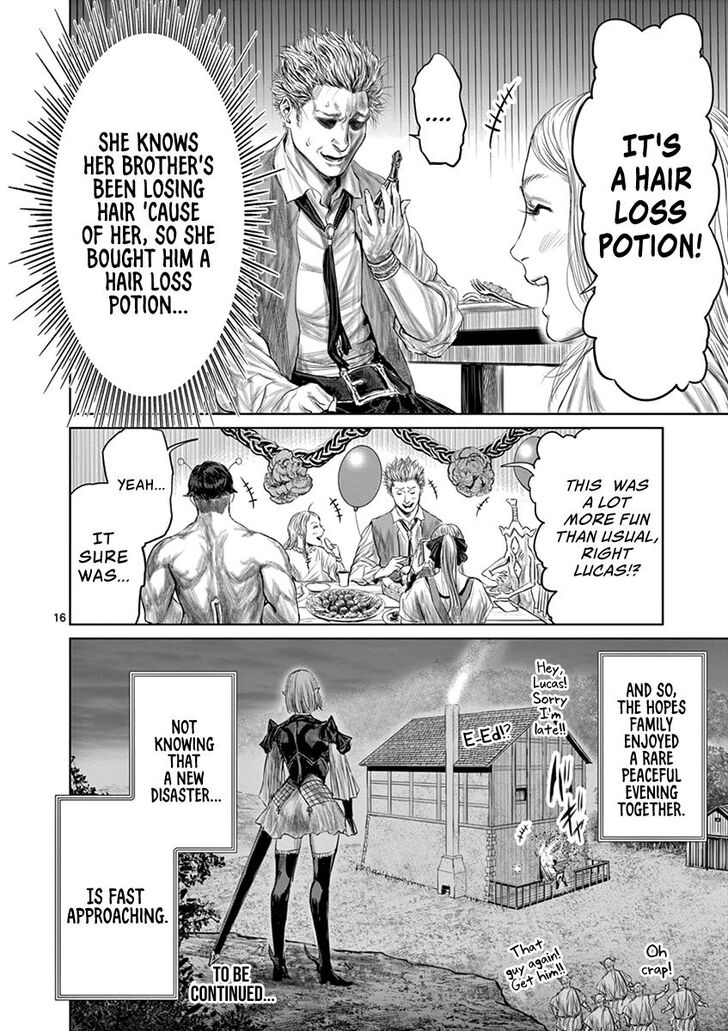 IT'S
A HAIR
LOSS
POTION!
....
SHE KNOWS
HER BROTHER'S
BEEN LOSING
HAIR 'CAUSE
OF HER, SO SHE
BOUGHT HIM A
HAIR LOSS
POTION...
THIS WAS
A LOT
MORE FUN
THAN USUAL,
RIGHT
LUCAS!?
YEAH...
IT
SURE
WAS...
16
AND SO,
THE HOPES
FAMILY
ENJOYED
A RARE
PEACEFUL
EVENING
TOGETHER.
Hey,
Lucas!
Sorry
I'm
late!!
E-Ed!?
NOT
KNOWING
THAT
A NEW
DISASTER...
IS FAST
APPROACHING.
That
guy again!
Get him!!
Oh
crap!
TO BE
CONTINUED...